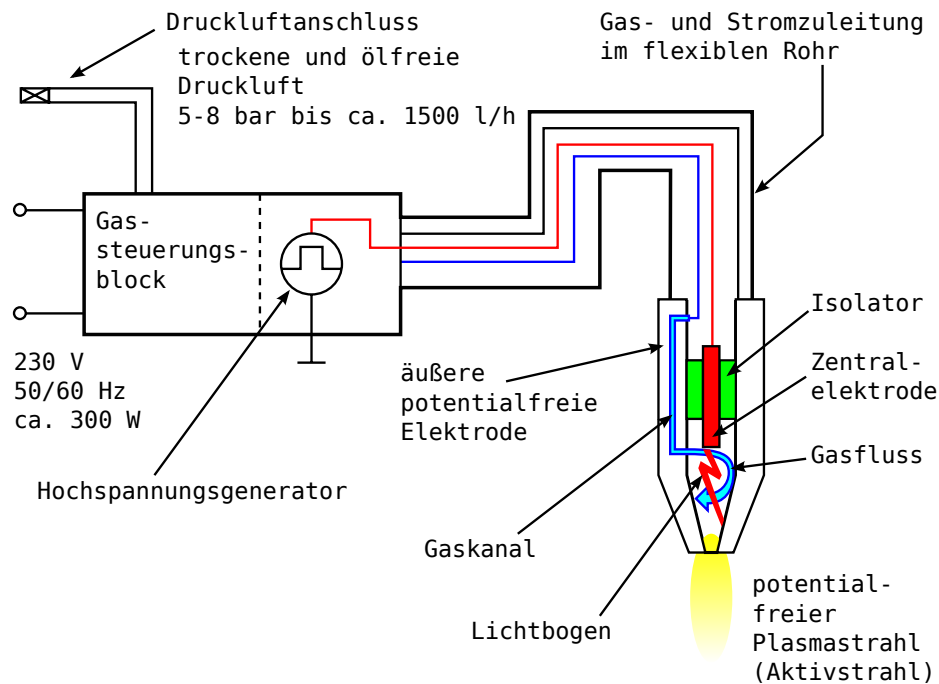 Druckluftanschluss
trockene und ölfreie
Druckluft
5-8 bar bis ca. 1500 l/h
Gas- und Stromzuleitung
im flexiblen Rohr
Gas-
steuerungs-
block
230 V
50/60 Hz
ca. 300 W
Hochspannungsgenerator
äußere
potentialfreie
Elektrode
Isolator
Zentral-
elektrode
Gasfluss
Gaskanal
Lichtbogen
potential-
freier
Plasmastrahl
(Aktivstrahl)